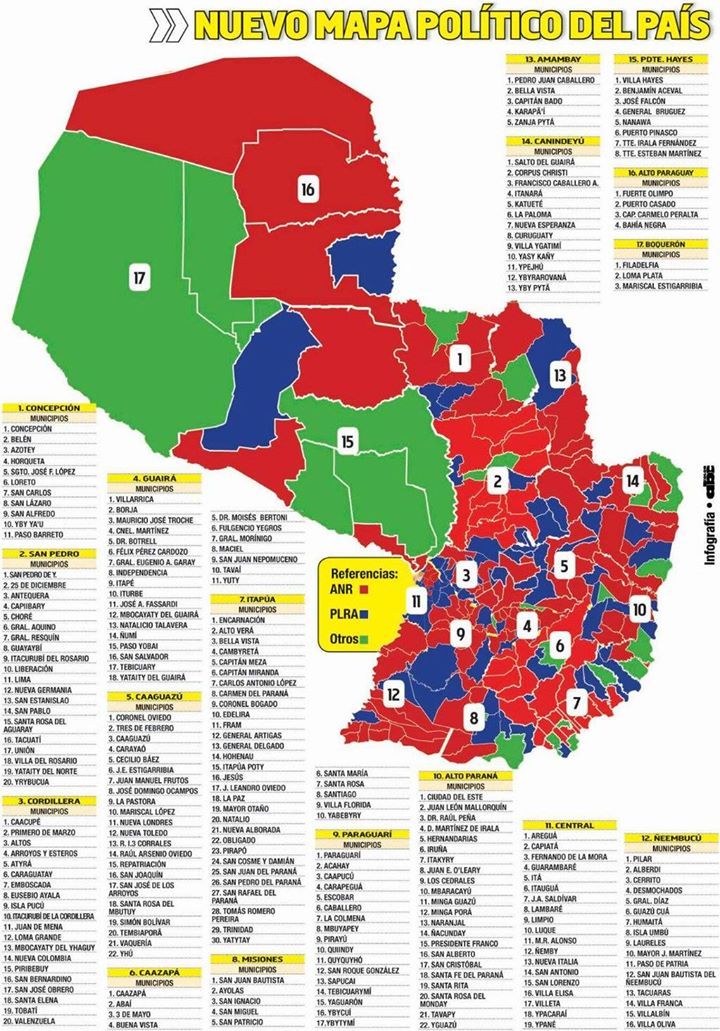 NUEVO MAPA POLÍTICO DEL PAÍS
13. AMAMBAY
MUNICIPIOS
1. PEDRO JUAN CABALLERO
2. BELLA VISTA
3. CAPITÁN BADO
4. KARAPÃ'Í
5. ZANJA PYTÁ
14. CANINDEYÚ
MUNICIPIOS
1. SALTO DEL GUAIRÁ
2. CORPUS CHRISTI
3. FRANCISCO CABALLERO A.
4. ITANARÁ
5. KATUETÉ
6. LA PALOMA
7. NUEVA ESPERANZA
8. CURUGUATY
9. VILLA YGATIMÍ
10. YASY KAÑY
11. YPEJHÚ
12. YBYRAROVANÁ
13. YBY PYTÁ
15. PDTE. HAYES
MUNICIPIOS
1. VILLA HAYES
2. BENJAMÍN ACEVAL
3. JOSÉ FALCÓN
4. GENERAL BRUGUEZ
5. NANAWA
6. PUERTO PINASCO
7. TTE. IRALA FERNÁNDEZ
8. TTE. ESTEBAN MARTÍNEZ
16. ALTO PARAGUAY
MUNICIPIOS
1. FUERTE OLIMPO
2. PUERTO CASADO
3. CAP. CARMELO PERALTA
4. BAHÍA NEGRA
17. BOQUERÓN
MUNICIPIOS
1. FILADELFIA
2. LOMA PLATA
3. MARISCAL ESTIGARRIBIA
16
17
1
13
15
2
14
3
5
11
10
9
4
6
12
8
7
Infografía • abc
Referencias:
ANR
PLRA
Otros
1. CONCEPCIÓN
MUNICIPIOS
1. CONCEPCIÓN
2. BELÉN
3. AZOTEY
4. HORQUETA
5. SGTO. JOSÉ F. LÓPEZ
6. LORETO
7. SAN CARLOS
8. SAN LÁZARO
9. SAN ALFREDO
10. YBY YA'U
11. PASO BARRETO
2. SAN PEDRO
MUNICIPIOS
1. SAN PEDRO DE Y.
2. 25 DE DICIEMBRE
3. ANTEQUERA
4. CAPIIBARY
5. CHORÉ
6. GRAL. AQUINO
7. GRAL. RESQUÍN
8. GUAYAYBÍ
9. ITACURUBÍ DEL ROSARIO
10. LIBERACIÓN
11. LIMA
12. NUEVA GERMANIA
13. SAN ESTANISLAO
14. SAN PABLO
15. SANTA ROSA DEL
AGUARAY
16. TACUATÍ
17. UNIÓN
18. VILLA DEL ROSARIO
19. YATAITY DEL NORTE
20. YRYBUCUA
3. CORDILLERA
MUNICIPIOS
1. CAACUPÉ
2. PRIMERO DE MARZO
3. ALTOS
4. ARROYOS Y ESTEROS
5. ATYRÁ
6. CARAGUATAY
7. EMBOSCADA
8. EUSEBIO AYALA
9. ISLA PUCÚ
10. ITACURUBÍ DE LA CORDILLERA
11. JUAN DE MENA
12. LOMA GRANDE
13. MBOCAYATY DEL YHAGUY
14. NUEVA COLOMBIA
15. PIRIBEBUY
16. SAN BERNARDINO
17. SAN JOSÉ OBRERO
18. SANTA ELENA
19. TOBATÍ
20. VALENZUELA
4. GUAIRÁ
MUNICIPIOS
1. VILLARRICA
2. BORJA
3. MAURICIO JOSÉ TROCHE
4. CNEL. MARTÍNEZ
5. DR. BOTRELL
6. FÉLIX PÉREZ CARDOZO
7. GRAL. EUGENIO A. GARAY
8. INDEPENDENCIA
9. ITAPÉ
10. ITURBE
11. JOSÉ A. FASSARDI
12. MBOCAYATY DEL GUAIRÁ
13. NATALICIO TALAVERA
14. ÑUMÍ
15. PASO YOBAI
16. SAN SALVADOR
17. TEBICUARY
18. YATAITY DEL GUAIRÁ
5. CAAGUAZÚ
MUNICIPIOS
1. CORONEL OVIEDO
2. TRES DE FEBRERO
3. CAAGUAZÚ
4. CARAYAÓ
5. CECILIO BÁEZ
6. J.E. ESTIGARRIBIA
7. JUAN MANUEL FRUTOS
8. JOSÉ DOMINGO OCAMPOS
9. LA PASTORA
10. MARISCAL LÓPEZ
11. NUEVA LONDRES
12. NUEVA TOLEDO
13. R.I.3 CORRALES
14. RAÚL ARSENIO OVIEDO
15. REPATRIACIÓN
16. SAN JOAQUÍN
17. SAN JOSÉ DE LOS
ARROYOS
18. SANTA ROSA DEL
MBUTUY
19. SIMÓN BOLÍVAR
20. TEMBIAPORÃ
21. VAQUERÍA
22. YHÚ
6. CAAZAPÁ
MUNICIPIOS
1. CAAZAPÁ
2. ABAÍ
3. 3 DE MAYO
4. BUENA VISTA
5. DR. MOISÉS BERTONI
6. FULGENCIO YEGROS
7. GRAL. MORÍNIGO
8. MACIEL
9. SAN JUAN NEPOMUCENO
10. TAVAÍ
11. YUTY
7. ITAPÚA
MUNICIPIOS
1. ENCARNACIÓN
2. ALTO VERÁ
3. BELLA VISTA
4. CAMBYRETÁ
5. CAPITÁN MEZA
6. CAPITÁN MIRANDA
7. CARLOS ANTONIO LÓPEZ
8. CARMEN DEL PARANÁ
9. CORONEL BOGADO
10. EDELIRA
11. FRAM
12. GENERAL ARTIGAS
13. GENERAL DELGADO
14. HOHENAU
15. ITAPÚA POTY
16. JESÚS
17. J. LEANDRO OVIEDO
18. LA PAZ
19. MAYOR OTAÑO
20. NATALIO
21. NUEVA ALBORADA
22. OBLIGADO
23. PIRAPÓ
24. SAN COSME Y DAMIÁN
25. SAN JUAN DEL PARANÁ
26. SAN PEDRO DEL PARANÁ
27. SAN RAFAEL DEL
PARANÁ
28. TOMÁS ROMERO
PEREIRA
29. TRINIDAD
30. YATYTAY
8. MISIONES
MUNICIPIOS
1. SAN JUAN BAUTISTA
2. AYOLAS
3. SAN IGNACIO
4. SAN MIGUEL
5. SAN PATRICIO
6. SANTA MARÍA
7. SANTA ROSA
8. SANTIAGO
9. VILLA FLORIDA
10. YABEBYRY
9. PARAGUARÍ
MUNICIPIOS
1. PARAGUARÍ
2. ACAHAY
3. CAAPUCÚ
4. CARAPEGUÁ
5. ESCOBAR
6. CABALLERO
7. LA COLMENA
8. MBUYAPEY
9. PIRAYÚ
10. QUIINDY
11. QUYQUYHÓ
12. SAN ROQUE GONZÁLEZ
13. SAPUCAI
14. TEBICUARYMÍ
15. YAGUARÓN
16. YBYCUÍ
17. YBYTYMÍ
10. ALTO PARANÁ
MUNICIPIOS
1. CIUDAD DEL ESTE
2. JUAN LEÓN MALLORQUÍN
3. DR. RAÚL PEÑA
4. D. MARTÍNEZ DE IRALA
5. HERNANDARIAS
6. IRUÑA
7. ITAKYRY
8. JUAN E. O'LEARY
9. LOS CEDRALES
10. MBARACAYÚ
11. MINGA GUAZÚ
12. MINGA PORÁ
13. NARANJAL
14. ÑACUNDAY
15. PRESIDENTE FRANCO
16. SAN ALBERTO
17. SAN CRISTÓBAL
18. SANTA FE DEL PARANÁ
19. SANTA RITA
20. SANTA ROSA DEL
MONDAY
21. TAVAPY
22. YGUAZÚ
11. CENTRAL
MUNICIPIOS
1. AREGUÁ
2. CAPIATÁ
3. FERNANDO DE LA MORA
4. GUARAMBARÉ
5. ITÁ
6. ITAUGUÁ
7. J.A. SALDÍVAR
8. LAMBARÉ
9. LIMPIO
10. LUQUE
11. M.R. ALONSO
12. ÑEMBY
13. NUEVA ITALIA
14. SAN ANTONIO
15. SAN LORENZO
16. VILLA ELISA
17. VILLETA
18. YPACARAÍ
19. YPANÉ
12. ÑEEMBUCÚ
MUNICIPIOS
1. PILAR
2. ALBERDI
3. CERRITO
4. DESMOCHADOS
5. GRAL. DÍAZ
6. GUAZÚ CUÁ
7. HUMAITÁ
8. ISLA UMBÚ
9. LAURELES
10. MAYOR J. MARTÍNEZ
11. PASO DE PATRIA
12. SAN JUAN BAUTISTA DEL
ÑEEMBUCÚ
13. TACUARAS
14. VILLA FRANCA
15. VILLALBÍN
16. VILLA OLIVA